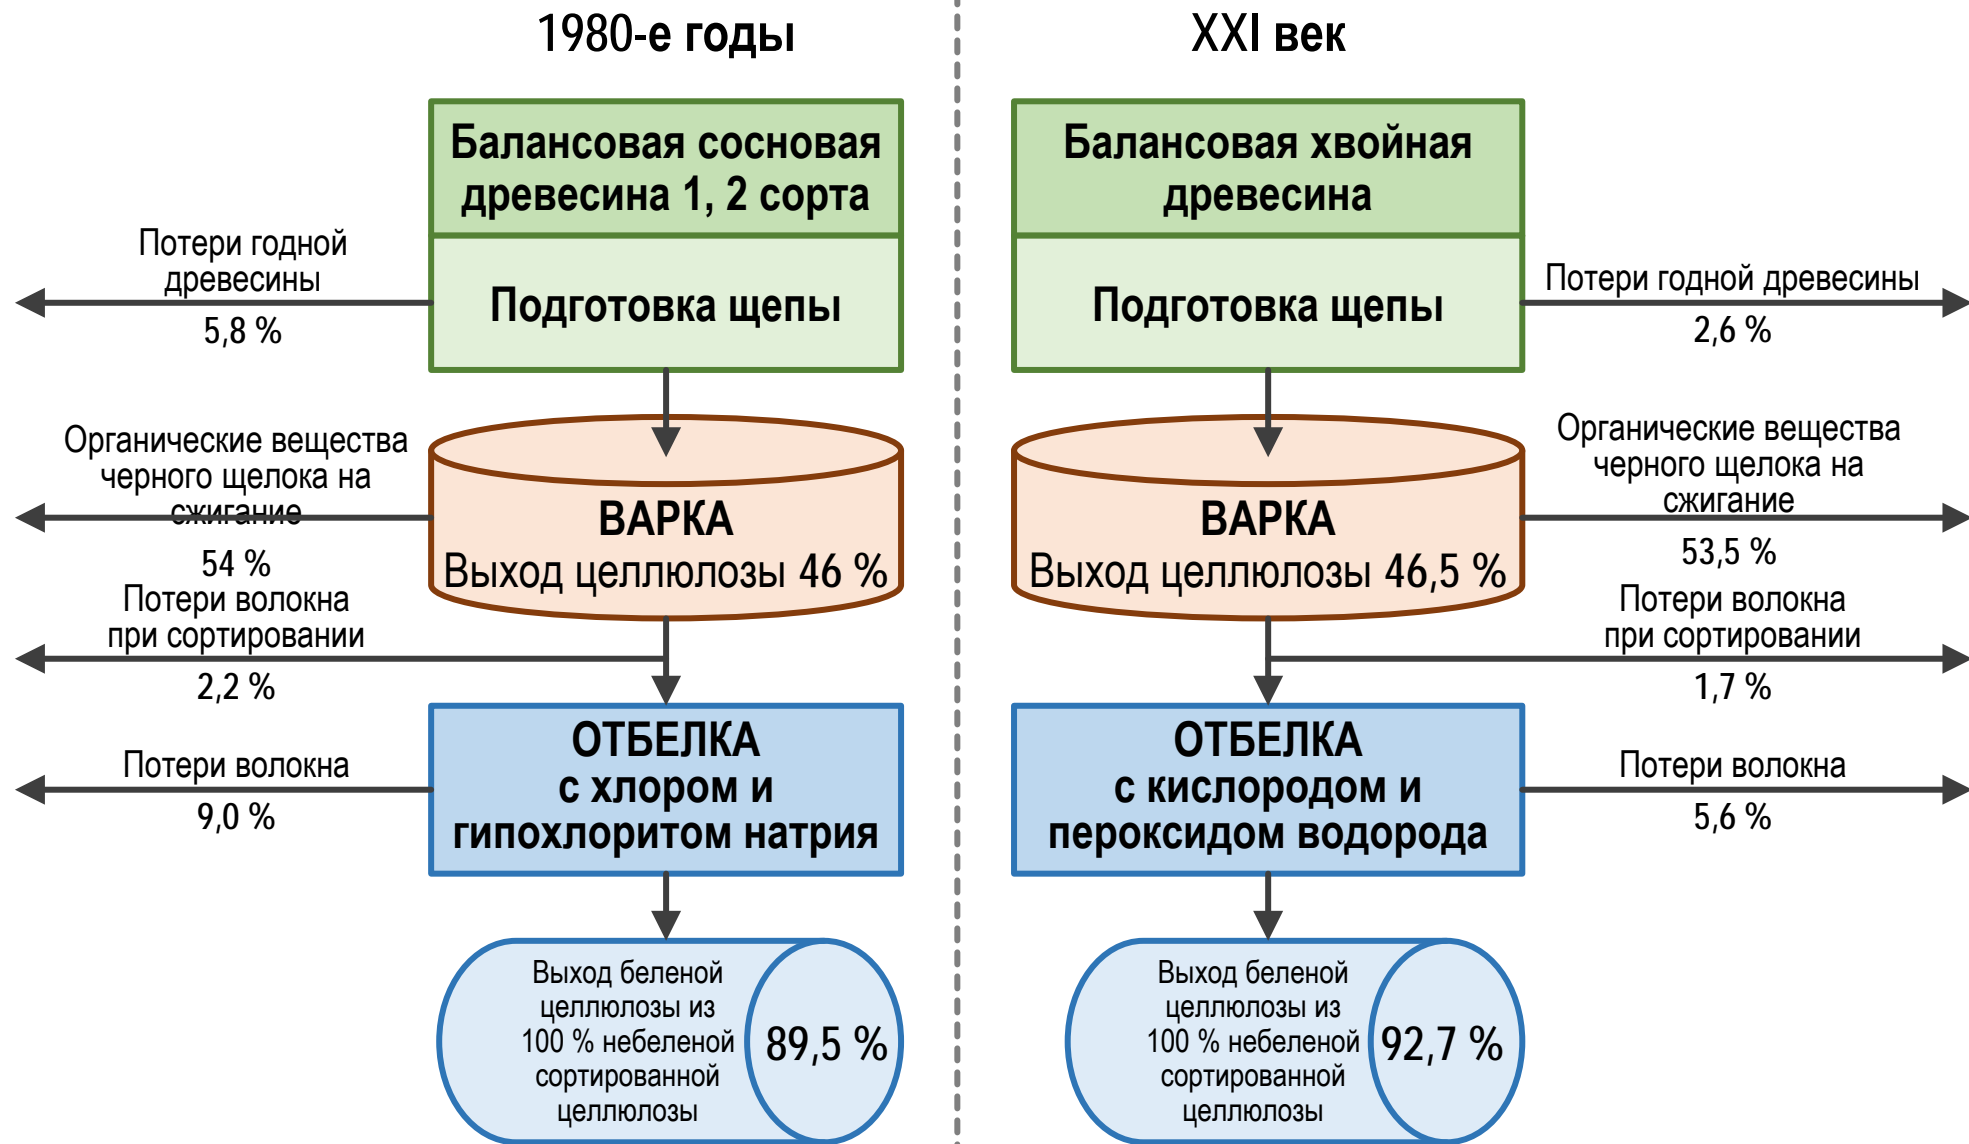 1980-е годы
XXI век
Балансовая сосновая
древесина 1, 2 сорта
Подготовка щепы
Потери годной
древесины
5,8 %
Органические вещества
черного щелока на
сжигание
54 %
ВАРКА
Выход целлюлозы 46 %
Потери волокна
при сортировании
2,2 %
ОТБЕЛКА
с хлором и
гипохлоритом натрия
Потери волокна
9,0 %
Выход беленой
целлюлозы из
100 % небеленой
сортированной
целлюлозы
89,5 %
Балансовая хвойная
древесина
Подготовка щепы
Потери годной древесины
2,6 %
Органические вещества
черного щелока на
сжигание
53,5 %
ВАРКА
Выход целлюлозы 46,5 %
Потери волокна
при сортировании
1,7 %
ОТБЕЛКА
с кислородом и
пероксидом водорода
Потери волокна
5,6 %
Выход беленой
целлюлозы из
100 % небеленой
сортированной
целлюлозы
92,7 %